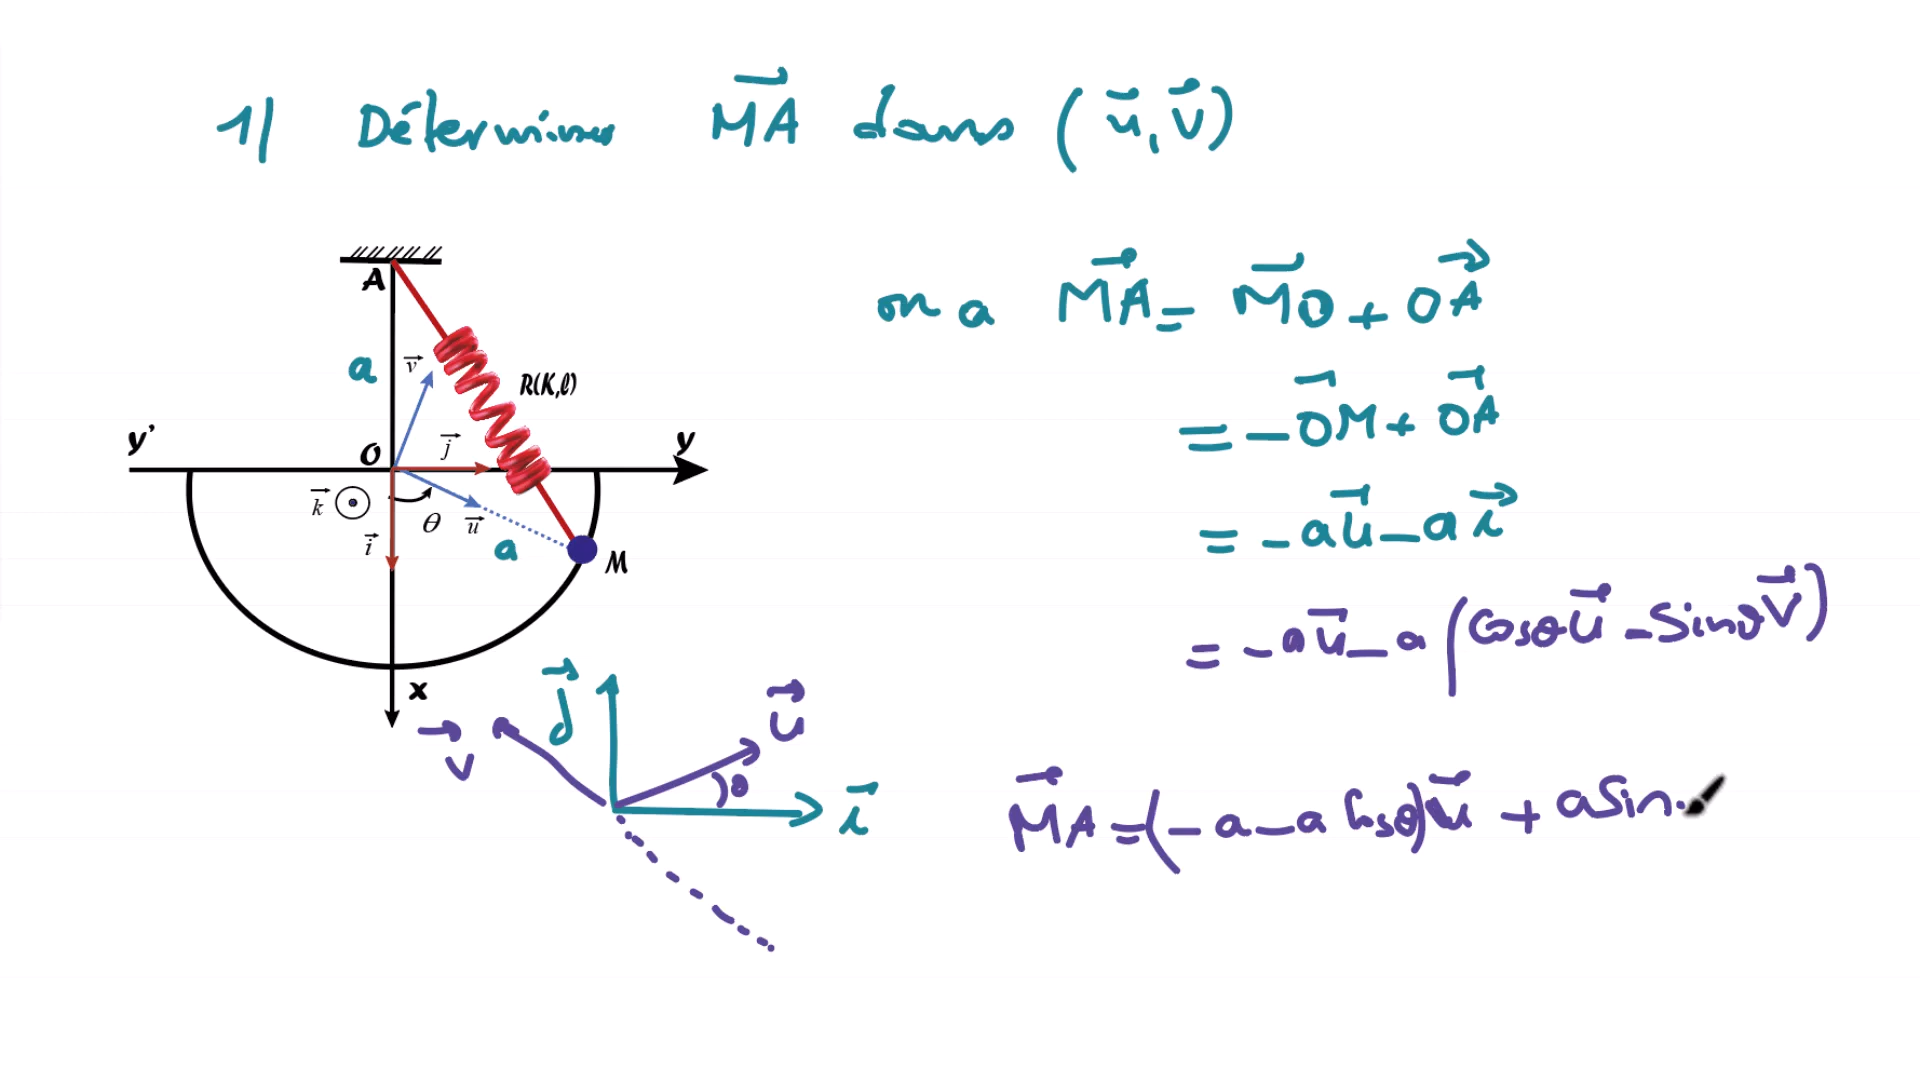 1) Déterminer MA⃗ dans (u⃗, v⃗)
A
a
v⃗
R(K,ℓ)
on a MA⃗ = MO⃗ + OA⃗
= -OM⃗ + OA⃗
y'
O
j⃗
y
k⃗
θ
u⃗
i⃗
a
M
= -au⃗ - ai⃗
= -au⃗ - a(Cosθu⃗ - Sinθv⃗)
x
j⃗
u⃗
v⃗
θ
i⃗
MA⃗ = (-a - a Cosθ)u⃗ + aSin